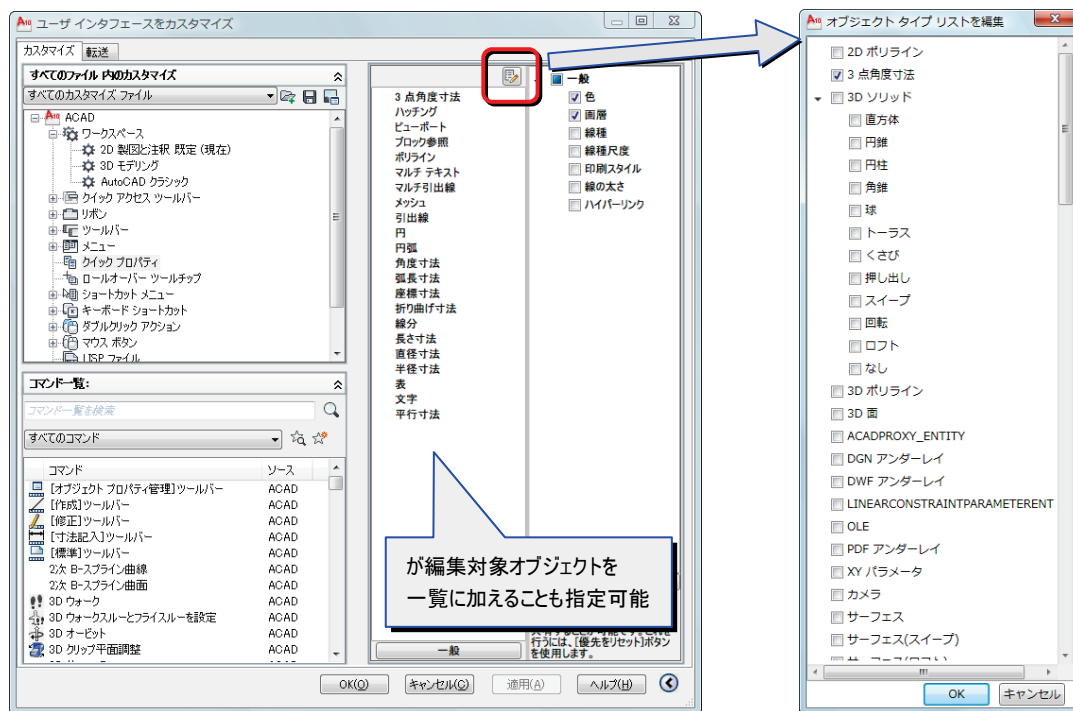 ユーザ インタフェースをカスタマイズ
カスタマイズ 転送
すべてのファイル 内のカスタマイズ
すべてのカスタマイズ ファイル
ACAD
ワークスペース
2D 製図と注釈 既定 (現在)
3D モデリング
AutoCAD クラシック
クイック アクセス ツールバー
リボン
ツールバー
メニュー
クイック プロパティ
ロールオーバー ツールチップ
ショートカット メニュー
キーボード ショートカット
ダブルクリック アクション
マウス ボタン
LISP ファイル
コマンド一覧:
コマンド一覧を検索
すべてのコマンド
コマンド ソース
[オブジェクト プロパティ管理]ツールバー ACAD
[作成]ツールバー ACAD
[修正]ツールバー ACAD
[寸法記入]ツールバー ACAD
[標準]ツールバー ACAD
2次 B-スプライン曲線 ACAD
2次 B-スプライン曲面 ACAD
3D ウォーク ACAD
3D ウォークスルーとフライスルーを設定 ACAD
3D オービット ACAD
3D クリップ平面調整 ACAD
3 点角度寸法
ハッチング
ビューポート
ブロック参照
ポリライン
マルチ テキスト
マルチ引出線
メッシュ
引出線
円
円弧
角度寸法
弧長寸法
座標寸法
折り曲げ寸法
線分
長さ寸法
直径寸法
半径寸法
表
文字
平行寸法
一般
一般
色
画層
線種
線種尺度
印刷スタイル
線の太さ
ハイパーリンク
が編集対象オブジェクトを
一覧に加えることも指定可能
行うには、[優先をリセット]ボタン
を使用します。
OK(O) キャンセル(C) 適用(A) ヘルプ(H)
オブジェクト タイプ リストを編集
2D ポリライン
3 点角度寸法
3D ソリッド
直方体
円錐
円柱
角錐
球
トーラス
くさび
押し出し
スイープ
回転
ロフト
なし
3D ポリライン
3D 面
ACADPROXY_ENTITY
DGN アンダーレイ
DWF アンダーレイ
LINEARCONSTRAINTPARAMETERENT
OLE
PDF アンダーレイ
XY パラメータ
カメラ
サーフェス
サーフェス(スイープ)
OK キャンセル